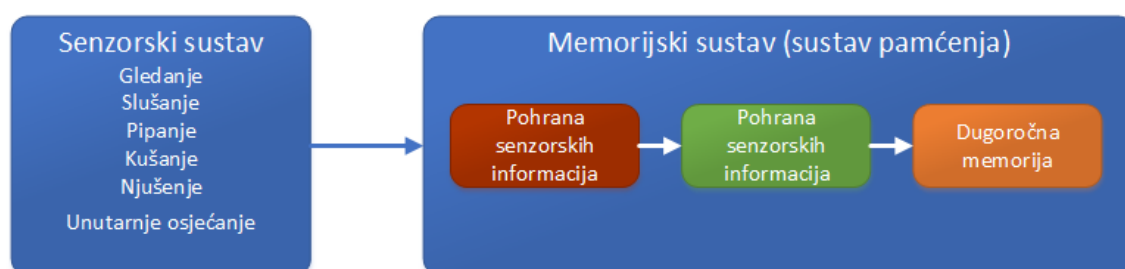 Senzorski sustav
Gledanje
Slušanje
Pipanje
Kušanje
Njušenje
Unutarnje osjećanje
Memorijski sustav (sustav pamćenja)
Pohrana
senzorskih
informacija
Pohrana
senzorskih
informacija
Dugoročna
memorija